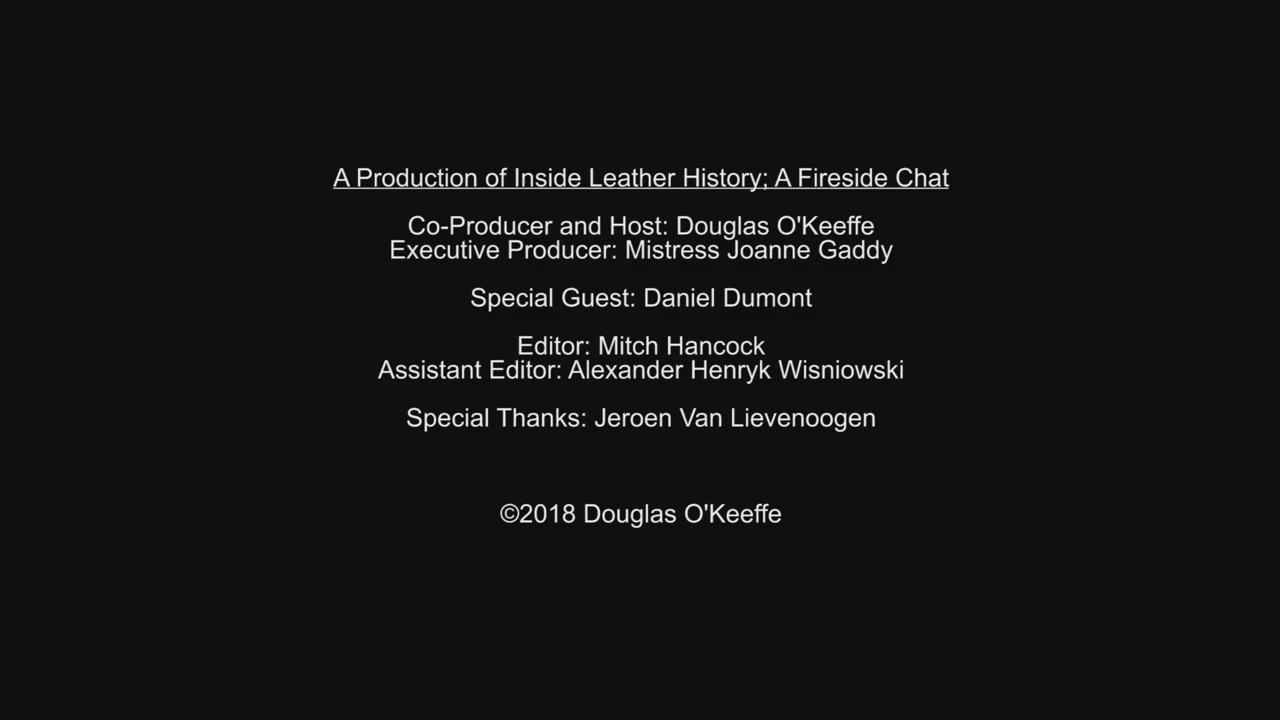 A Production of Inside Leather History; A Fireside Chat
Co-Producer and Host: Douglas O'Keeffe
Executive Producer: Mistress Joanne Gaddy
Special Guest: Daniel Dumont
Editor: Mitch Hancock
Assistant Editor: Alexander Henryk Wisniowski
Special Thanks: Jeroen Van Lievenoogen
©2018 Douglas O'Keeffe